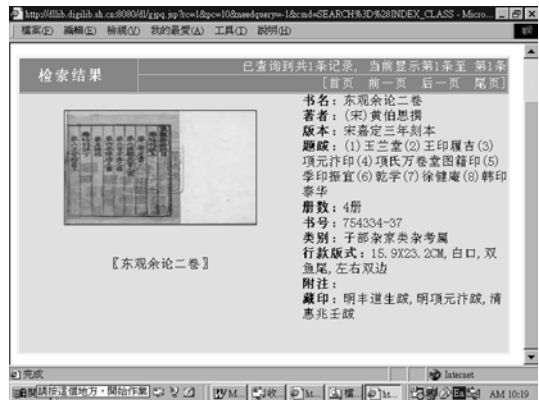 http://fllib.digilib.sh.cn:8080/dl/gjpq.jsp?rc=1&pc=10&needquery=-1&cmd=SEARCH%3D%28INDEX_CLASS - Micro...
檔案(F) 編輯(E) 檢視(V) 我的最愛(A) 工具(T) 說明(H)
检索结果
已查询到共1条记录, 当前显示第1条至 第1条
[首页 前一页 后一页 尾页]
书名：东观余论二卷
著者：(宋)黄伯思撰
版本：宋嘉定三年刻本
题跋：(1)王兰堂(2)王印履吉(3)
项元汴印(4)项氏万卷堂图籍印(5)
季印振宜(6)乾学(7)徐健庵(8)韩印
泰华
册数：4册
书号：754334-37
类别：子部杂家类杂考属
行款版式：15.9X23.2CM,白口,双
鱼尾,左右双边
附注：
藏印：明丰道生跋,明项元汴跋,清
惠兆壬跋
〖东观余论二卷〗
完成
Internet
請按這個地方，開始作業
AM 10:19